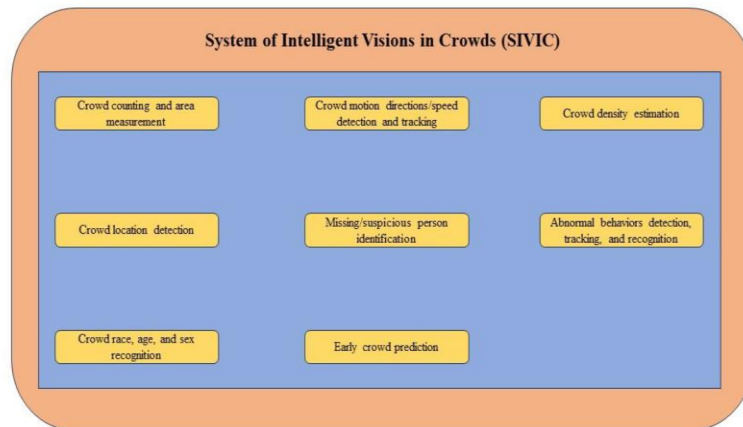 System of Intelligent Visions in Crowds (SIVIC)
Crowd counting and area
measurement
Crowd motion directions/speed
detection and tracking
Crowd density estimation
Crowd location detection
Missing/suspicious person
identification
Abnormal behaviors detection,
tracking, and recognition
Crowd race, age, and sex
recognition
Early crowd prediction